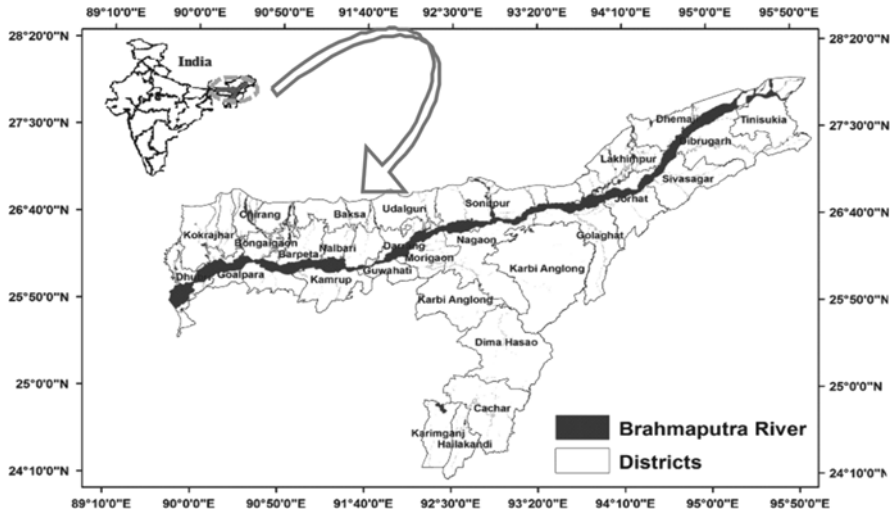 89°10'0"E 90°0'0"E 90°50'0"E 91°40'0"E 92°30'0"E 93°20'0"E 94°10'0"E 95°0'0"E 95°50'0"E
28°20'0"N
28°20'0"N
India
27°30'0"N
27°30'0"N
Dhemaji
Tinisukia
Dibrugarh
Lakhimpur
Sivasagar
26°40'0"N
26°40'0"N
Sonitpur
Jorhat
Chirang
Baksa
Udalguri
Kokrajhar
Bongaigaon
Nalbari
Darrang
Nagaon
Golaghat
Barpeta
Morigaon
Dhu
Goalpara
Kamrup
Guwahati
Karbi Anglong
25°50'0"N
25°50'0"N
Karbi Anglong
Dima Hasao
25°0'0"N
25°0'0"N
Cachar
Karimganj
Hailakandi
Brahmaputra River
Districts
24°10'0"N
24°10'0"N
89°10'0"E 90°0'0"E 90°50'0"E 91°40'0"E 92°30'0"E 93°20'0"E 94°10'0"E 95°0'0"E 95°50'0"E